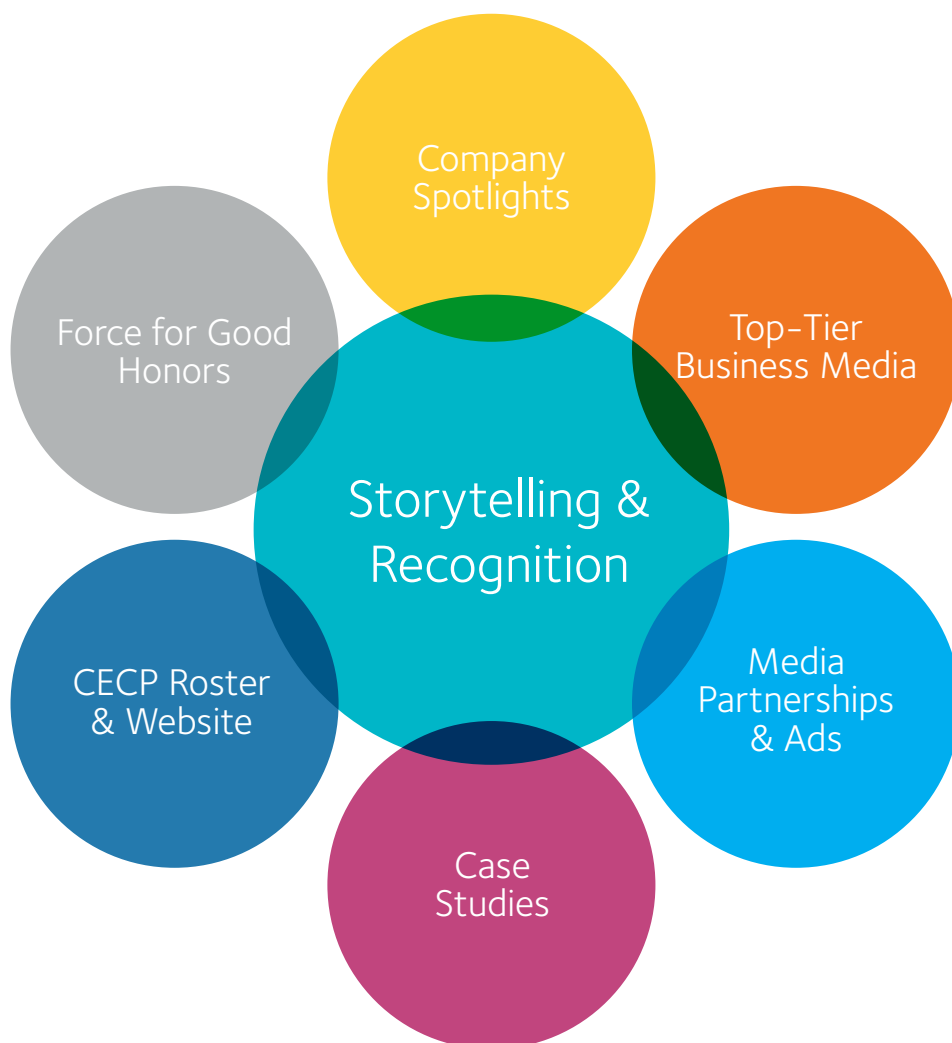 Company
Spotlights
Force for Good
Honors
Top-Tier
Business Media
Storytelling &
Recognition
CECP Roster
& Website
Media
Partnerships
& Ads
Case
Studies